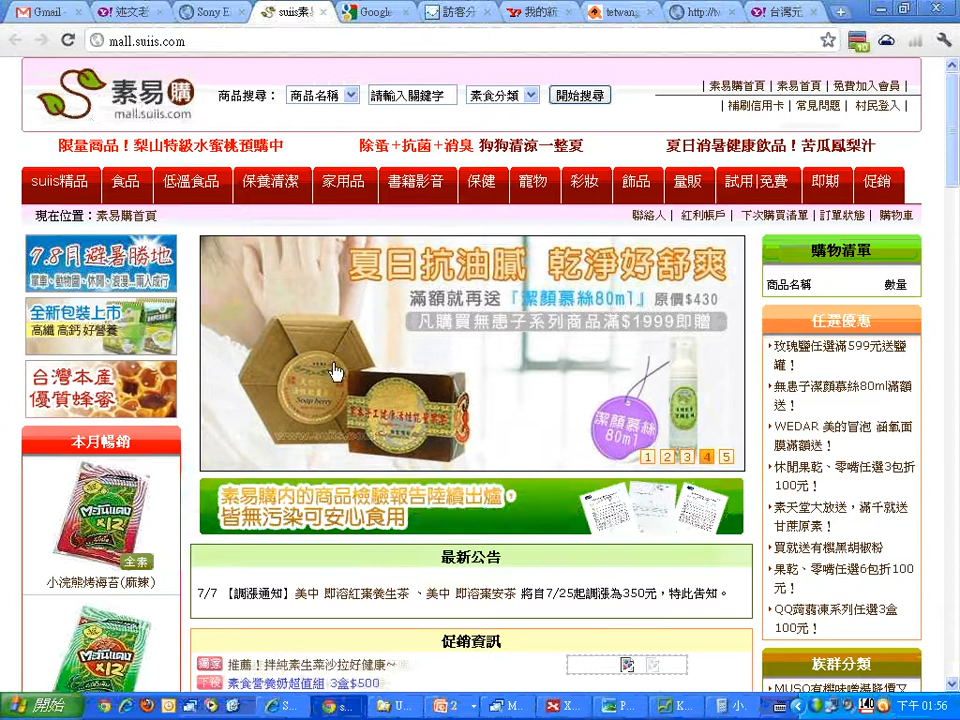 Gmail -
Sony E
suiis素
Google
訪客分
我的新
tetwang
http://tv
台灣元
mall.suiis.com
10
素易購
mall.suiis.com
商品搜尋：
商品名稱
請輸入關鍵字
素食分類
開始搜尋
| 素易購首頁 | 素易首頁 | 免費加入會員 |
| 補刷信用卡 | 常見問題 | 村民登入 |
限量商品！梨山特級水蜜桃預購中
除蚤+抗菌+消臭 狗狗清涼一整夏
夏日消暑健康飲品！苦瓜鳳梨汁
suiis精品
食品
低溫食品
保養清潔
家用品
書籍影音
保健
寵物
彩妝
飾品
量販
試用|免費
即期
促銷
現在位置：素易購首頁
聯絡人 | 紅利帳戶 | 下次購買清單 | 訂單狀態 | 購物車
7.8月避暑勝地
單車、動物園、休閒、浪漫...兩人成行
全新包裝上市
高纖 高鈣 好營養
台灣本產
優質蜂蜜
本月暢銷
x12
全素
小浣熊烤海苔(麻辣)
夏日抗油膩 乾淨好舒爽
滿額就再送『潔顏慕絲80ml』原價$430
凡購買無患子系列商品滿$1999即贈
Soap berry
潔顏慕絲
80ml
1 2 3 4 5
素易購內的商品檢驗報告陸續出爐。
皆無污染可安心食用
最新公告
7/7 【調漲通知】美中 即溶紅棗養生茶 、美中 即溶棗安茶 將自7/25起調漲為350元，特此告知。
促銷資訊
獨家 推薦！拌純素生菜沙拉好健康~
下殺 素食營養奶超值組 3盒$500
購物清單
商品名稱 數量
任選優惠
玫瑰鹽任選滿599元送鹽
罐！
無患子潔顏慕絲80ml滿額
送！
WEDAR 美的冒泡 涵氧面
膜滿額送！
休閒果乾、零嘴任選3包折
100元！
素天堂大放送，滿千就送
甘蔗原素！
買就送有機黑胡椒粉
果乾、零嘴任選6包折100
元！
QQ蒟蒻凍系列任選3盒
100元！
族群分類
開始
S...
s...
U...
2
M...
X...
P...
K...
小.
下午 01:56